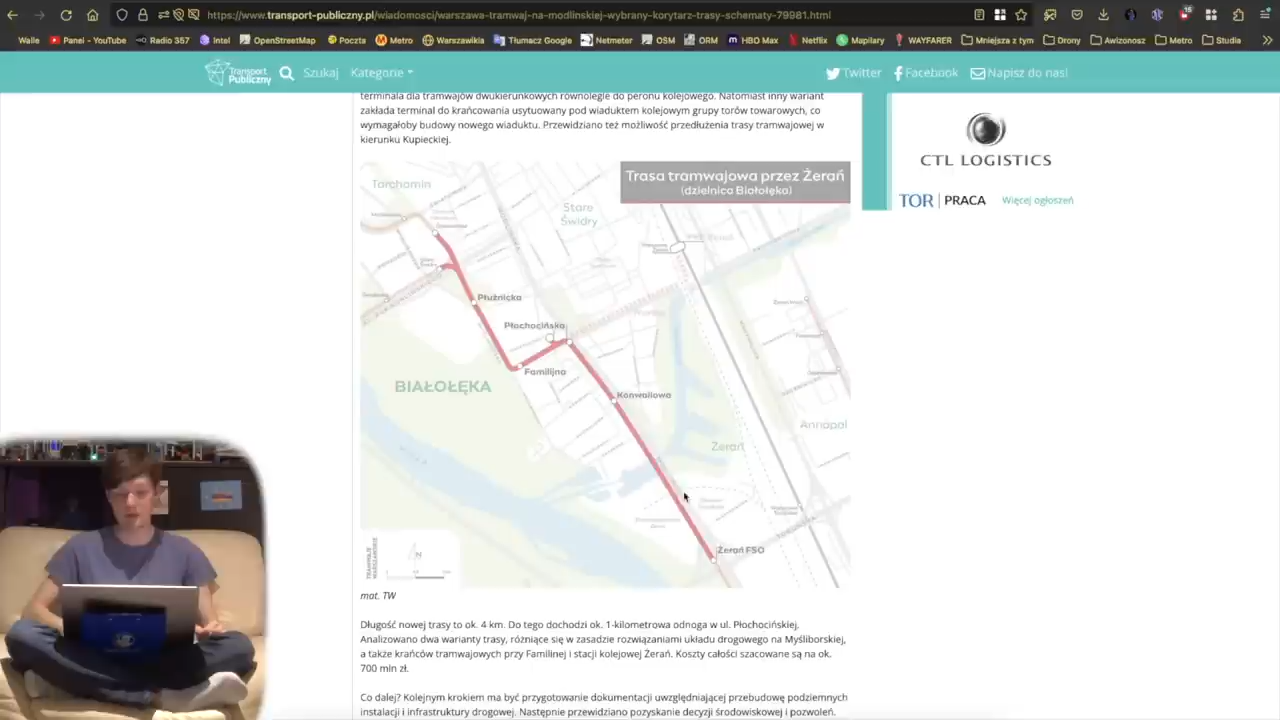 https://www.transport-publiczny.pl/wiadomosci/warszawa-tramwaj-na-modlinskiej-wybrany-korytarz-trasy-schematy-79981.html
Walle
Panel - YouTube
Radio 357
Intel
OpenStreetMap
Poczta
Metro
Warszawikia
Tłumacz Google
Netmeter
OSM
ORM
HBO Max
Netflix
Mapilary
WAYFARER
Mniejsza z tym
Drony
Awizonosz
Metro
Studia
Transport
Publiczny
Szukaj
Kategorie
Twitter
Facebook
Napisz do nas!
terminala dla tramwajów dwukierunkowych równolegle do peronu kolejowego. Natomiast inny wariant
zakłada terminal do krańcowania usytuowany pod wiaduktem kolejowym grupy torów towarowych, co
wymagałoby budowy nowego wiaduktu. Przewidziano też możliwość przedłużenia trasy tramwajowej w
kierunku Kupieckiej.
CTL LOGISTICS
TOR PRACA
Więcej ogłoszeń
Trasa tramwajowa przez Żerań
(dzielnica Białołęka)
Tarchomin
Stare
Świdry
Płużnicka
Płochocińska
Familijna
BIAŁOŁĘKA
Konwaliowa
Annopol
Żerań
Żerań FSO
TRAMWAJE
WARSZAWSKIE
N
mat. TW
Długość nowej trasy to ok. 4 km. Do tego dochodzi ok. 1-kilometrowa odnoga w ul. Płochocińskiej.
Analizowano dwa warianty trasy, różniące się w zasadzie rozwiązaniami układu drogowego na Myśliborskiej,
a także krańców tramwajowych przy Familinej i stacji kolejowej Żerań. Koszty całości szacowane są na ok.
700 mln zł.
Co dalej? Kolejnym krokiem ma być przygotowanie dokumentacji uwzględniającej przebudowę podziemnych
instalacji i infrastruktury drogowej. Następnie przewidziano pozyskanie decyzji środowiskowej i pozwoleń.